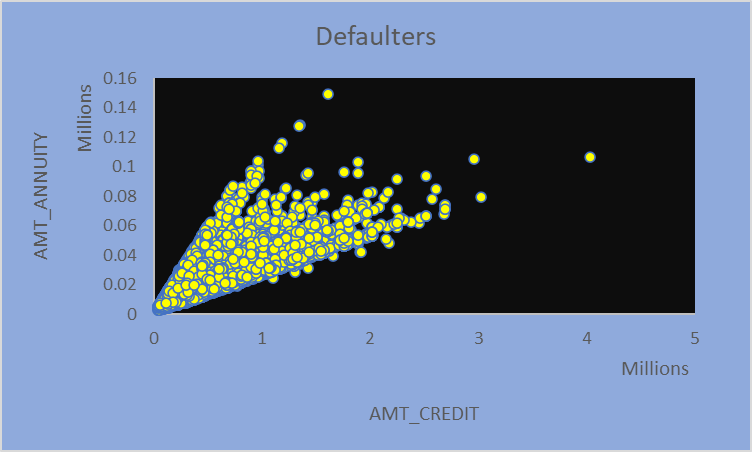 Defaulters
AMT_ANNUITY
Millions
0.16
0.14
0.12
0.1
0.08
0.06
0.04
0.02
0
0 1 2 3 4 5
Millions
AMT_CREDIT